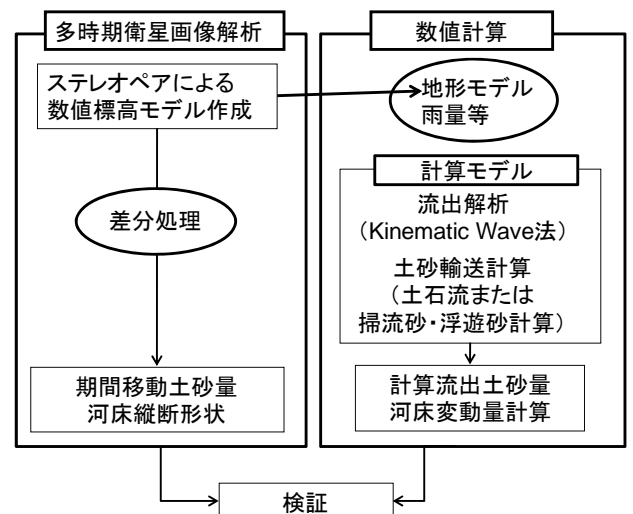 多時期衛星画像解析
ステレオペアによる
数値標高モデル作成
差分処理
期間移動土砂量
河床縦断形状
数値計算
地形モデル
雨量等
計算モデル
流出解析
(Kinematic Wave法)
土砂輸送計算
(土石流または
掃流砂・浮遊砂計算)
計算流出土砂量
河床変動量計算
検証